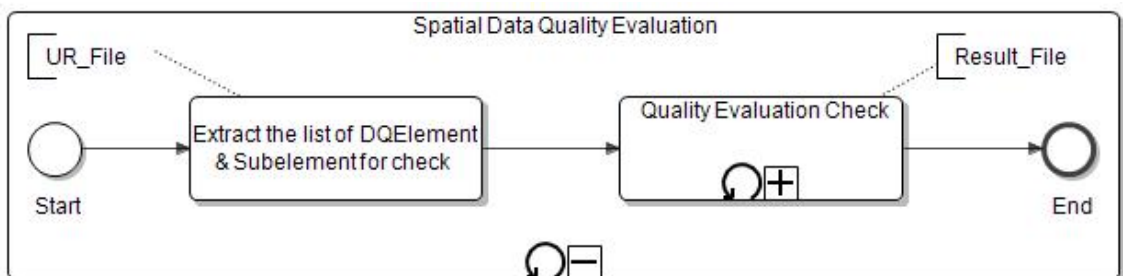 Spatial Data Quality Evaluation
UR_File
Result_File
Extract the list of DQElement
& Subelement for check
Quality Evaluation Check
Start
End